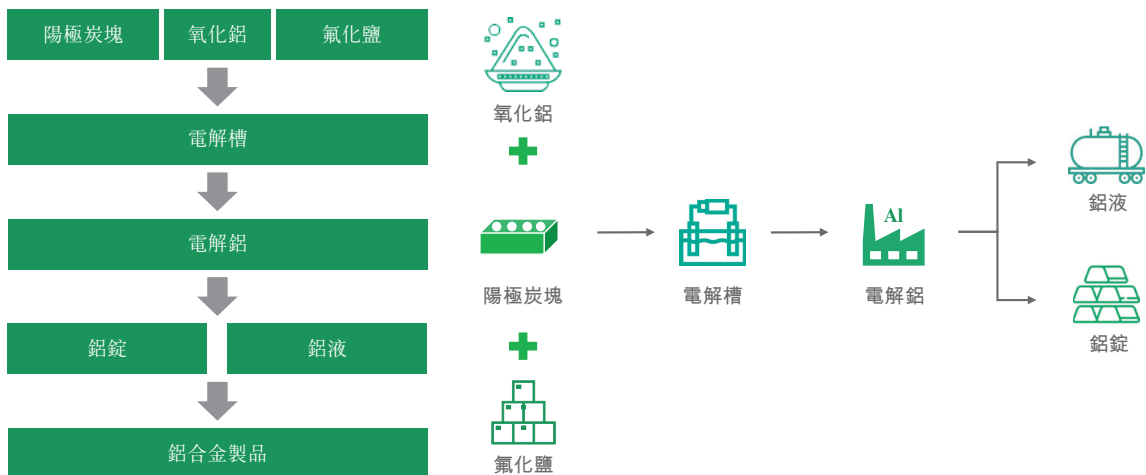 陽極炭塊
氧化鋁
氟化鹽
電解槽
電解鋁
鋁錠
鋁液
鋁合金製品
氧化鋁
陽極炭塊
氟化鹽
電解槽
Al
電解鋁
鋁液
鋁錠